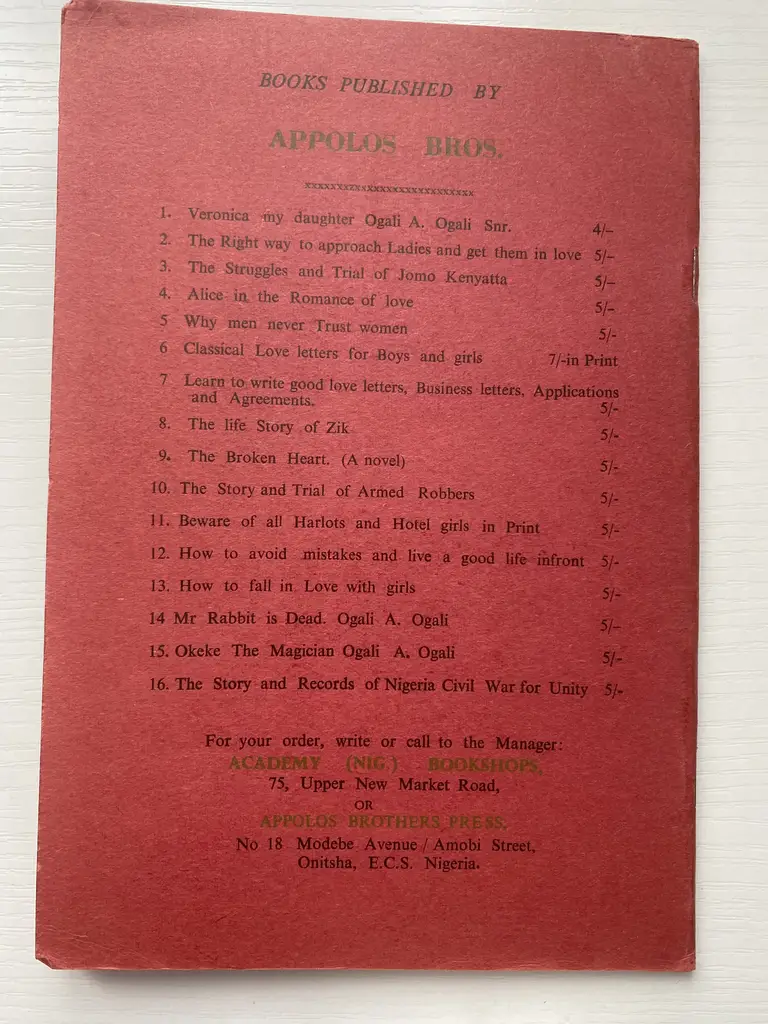 BOOKS PUBLISHED BY
APPOLOS BROS.
xxxxxxxxxxxxxxxxxxxxxxxxxxx
1. Veronica my daughter Ogali A. Ogali Snr. 4/-
2. The Right way to approach Ladies and get them in love 5/-
3. The Struggles and Trial of Jomo Kenyatta 5/-
4. Alice in the Romance of love 5/-
5 Why men never Trust women 5/-
6 Classical Love letters for Boys and girls 7/-in Print
7 Learn to write good love letters, Business letters, Applications
and Agreements. 5/-
8. The life Story of Zik 5/-
9. The Broken Heart. (A novel) 5/-
10. The Story and Trial of Armed Robbers 5/-
11. Beware of all Harlots and Hotel girls in Print 5/-
12. How to avoid mistakes and live a good life infront 5/-
13. How to fall in Love with girls 5/-
14 Mr Rabbit is Dead. Ogali A. Ogali 5/-
15. Okeke The Magician Ogali A. Ogali 5/-
16. The Story and Records of Nigeria Civil War for Unity 5/-
For your order, write or call to the Manager:
ACADEMY (NIG.) BOOKSHOPS,
75, Upper New Market Road,
OR
APPOLOS BROTHERS PRESS.
No 18 Modebe Avenue / Amobi Street,
Onitsha, E.C.S. Nigeria.